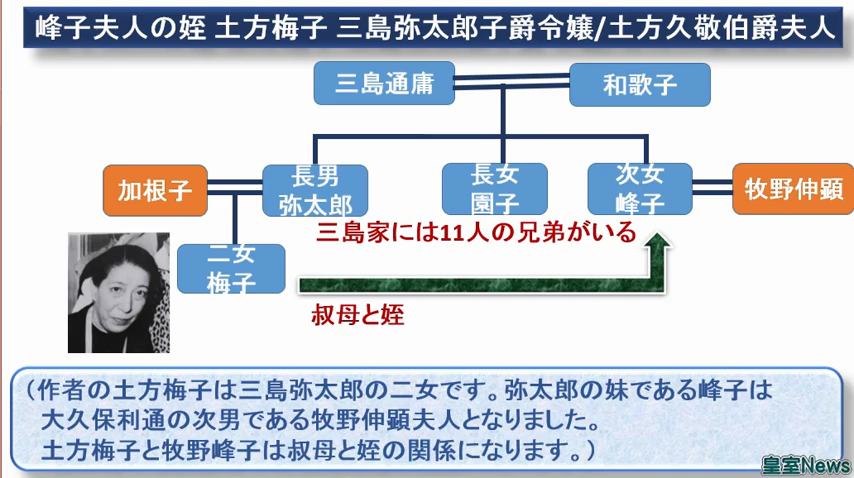 峰子夫人の姪 土方梅子 三島弥太郎子爵令嬢/土方久敬伯爵夫人
三島通庸
和歌子
加根子
長男
弥太郎
長女
園子
次女
峰子
牧野伸顕
三島家には11人の兄弟がいる
二女
梅子
叔母と姪
（作者の土方梅子は三島弥太郎の二女です。弥太郎の妹である峰子は
大久保利通の次男である牧野伸顕夫人となりました。
土方梅子と牧野峰子は叔母と姪の関係になります。）
皇室News